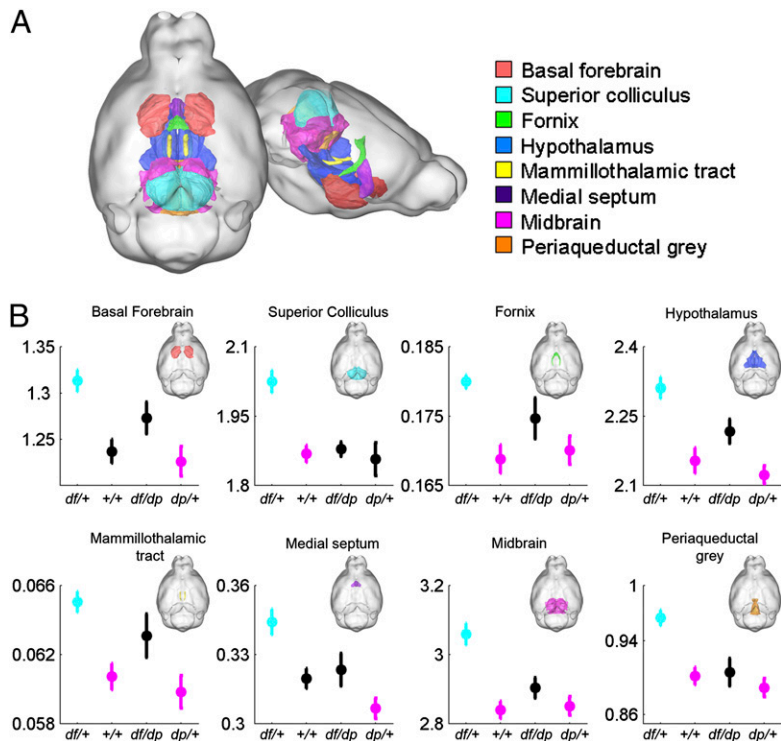 A
Basal forebrain
Superior colliculus
Fornix
Hypothalamus
Mammillothalamic tract
Medial septum
Midbrain
Periaqueductal grey
B
Basal Forebrain
1.35
1.3
1.25
df/+ +/+ df/dp dp/+
Superior Colliculus
2.1
1.95
1.8
df/+ +/+ df/dp dp/+
Fornix
0.185
0.175
0.165
df/+ +/+ df/dp dp/+
Hypothalamus
2.4
2.25
2.1
df/+ +/+ df/dp dp/+
Mammillothalamic
tract
0.066
0.062
0.058
df/+ +/+ df/dp dp/+
Medial septum
0.36
0.33
0.3
df/+ +/+ df/dp dp/+
Midbrain
3.2
3
2.8
df/+ +/+ df/dp dp/+
Periaqueductal
grey
1
0.94
0.86
df/+ +/+ df/dp dp/+